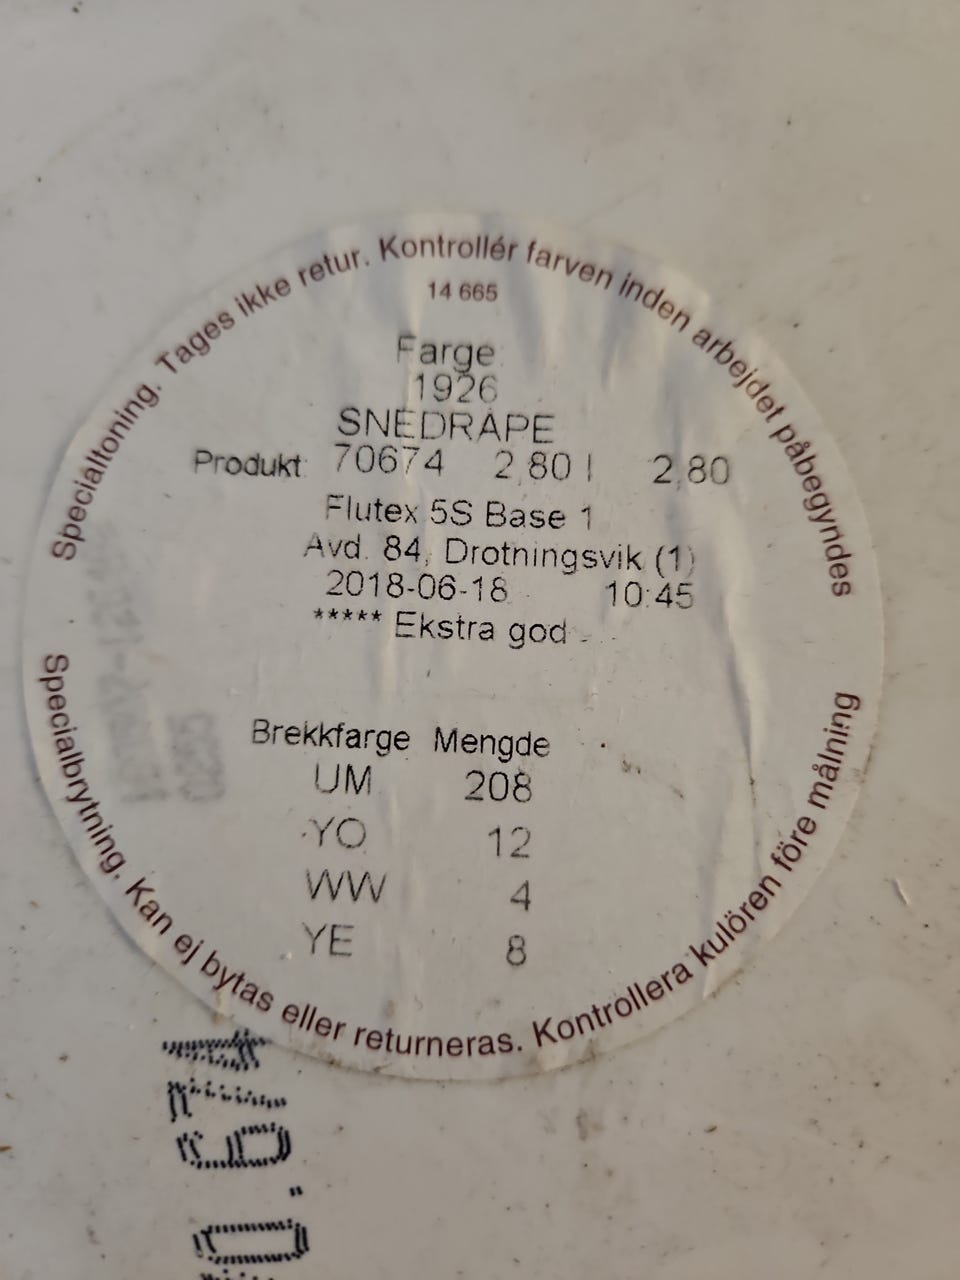 Specialtoning. Tages ikke retur. Kontrollér farven inden arbejdet påbegyndes
14 665
Farge
1926
SNEDRAPE
Produkt: 70674 2,80 l 2,80
Flutex 5S Base 1
Avd. 84, Drotningsvik (1)
2018-06-18 10:45
***** Ekstra god
Brekkfarge Mengde
UM 208
YO 12
WW 4
YE 8
Specialbrytning. Kan ej bytas eller returneras. Kontrollera kulören före målning